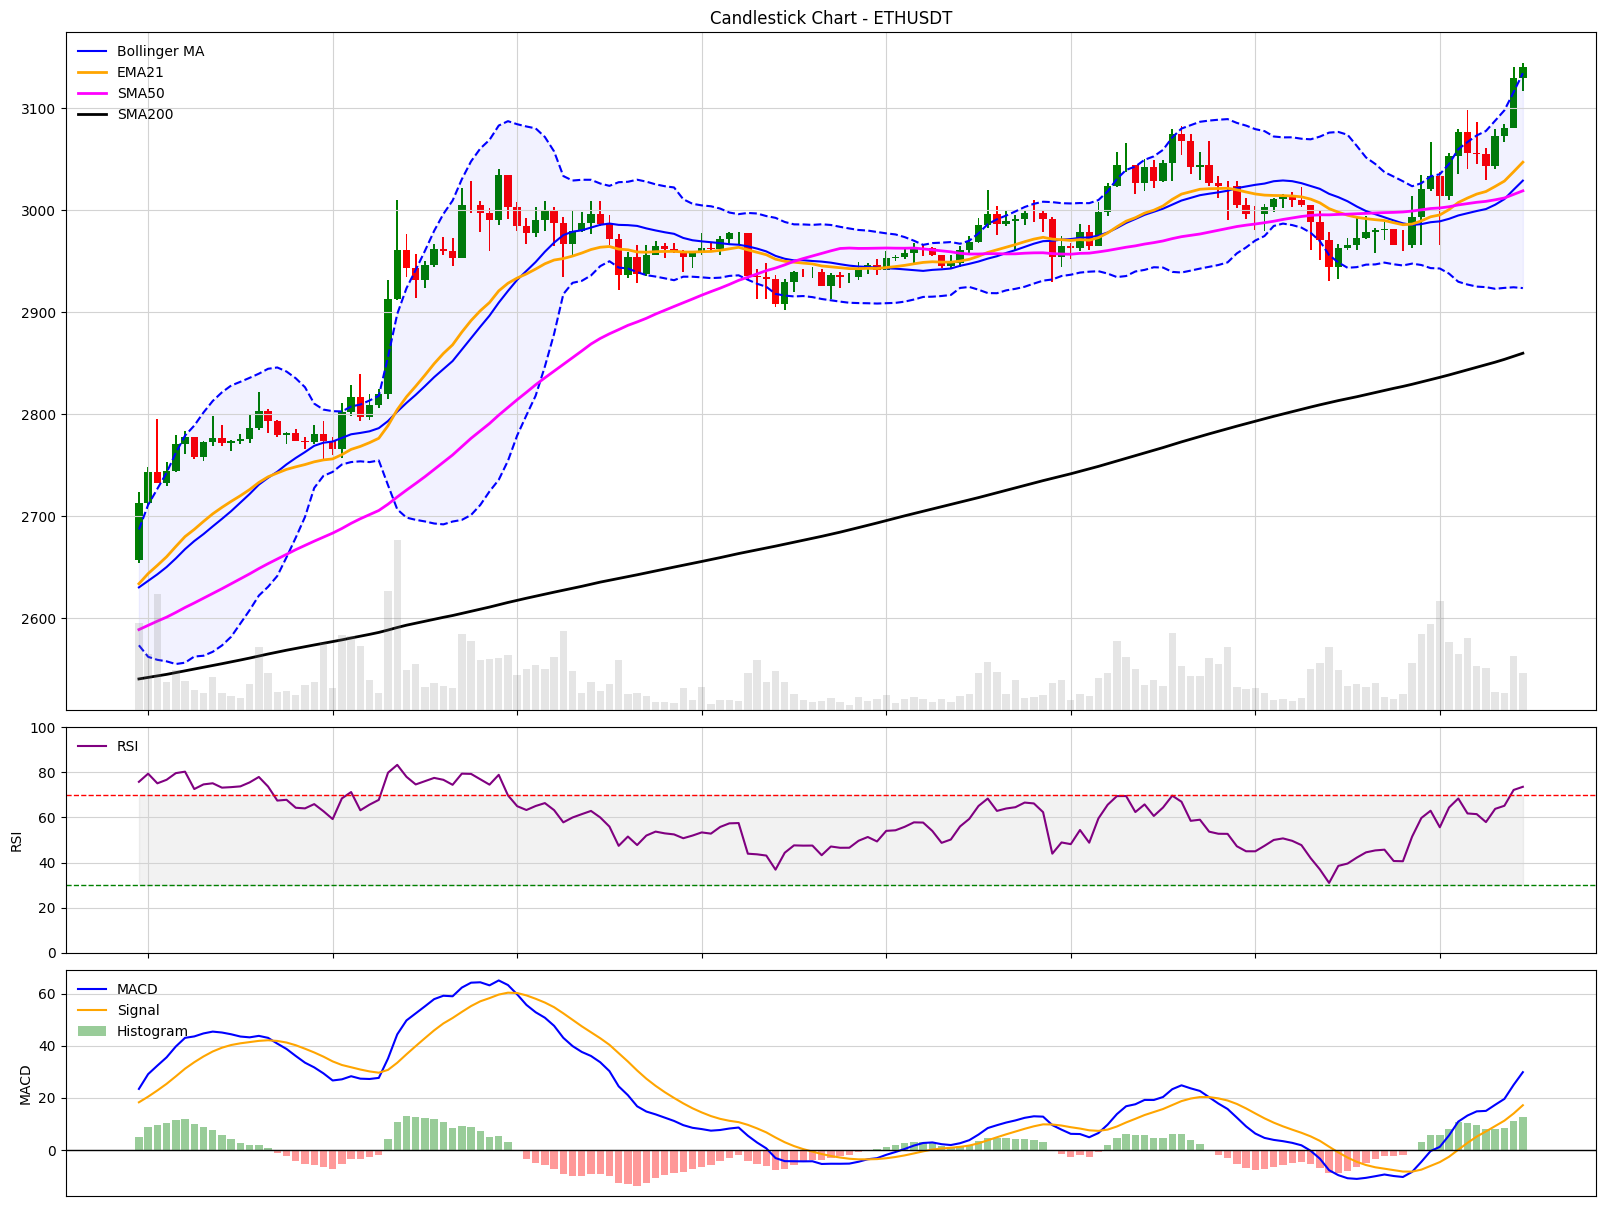 Candlestick Chart - ETHUSDT
Bollinger MA
EMA21
SMA50
SMA200
3100
3000
2900
2800
2700
2600
RSI
100
80
60
40
20
0
RSI
MACD
Signal
Histogram
60
40
20
0
MACD